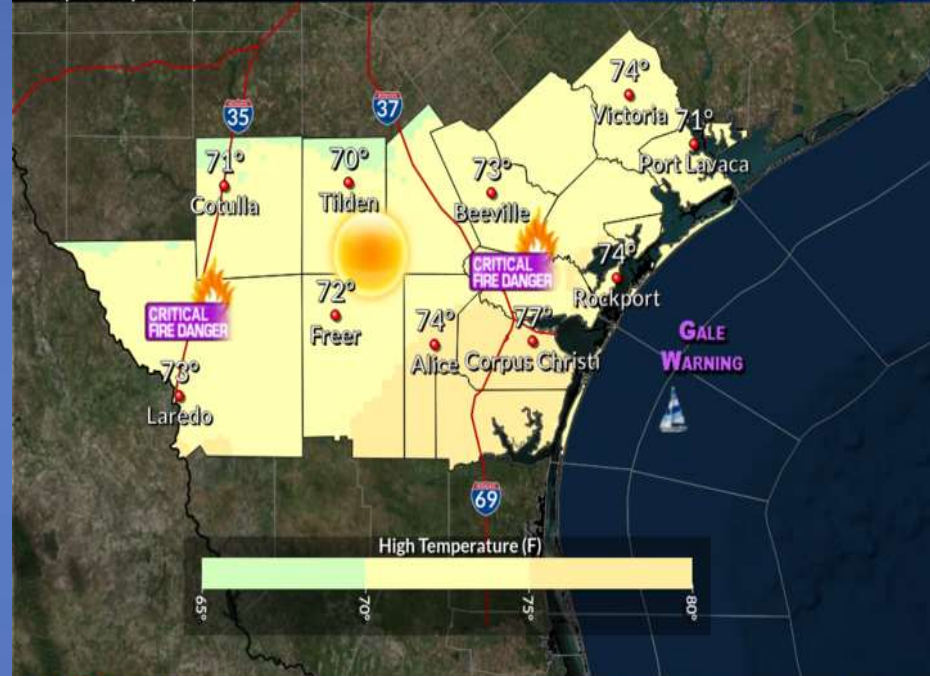 35
37
74°
Victoria
71°
Port Lavaca
71°
Cotulla
70°
Tilden
73°
Beeville
CRITICAL
FIRE DANGER
74°
Rockport
CRITICAL
FIRE DANGER
72°
Freer
74°
Alice
77°
Corpus Christi
GALE
WARNING
73°
Laredo
69
High Temperature (F)
65°
70°
75°
80°